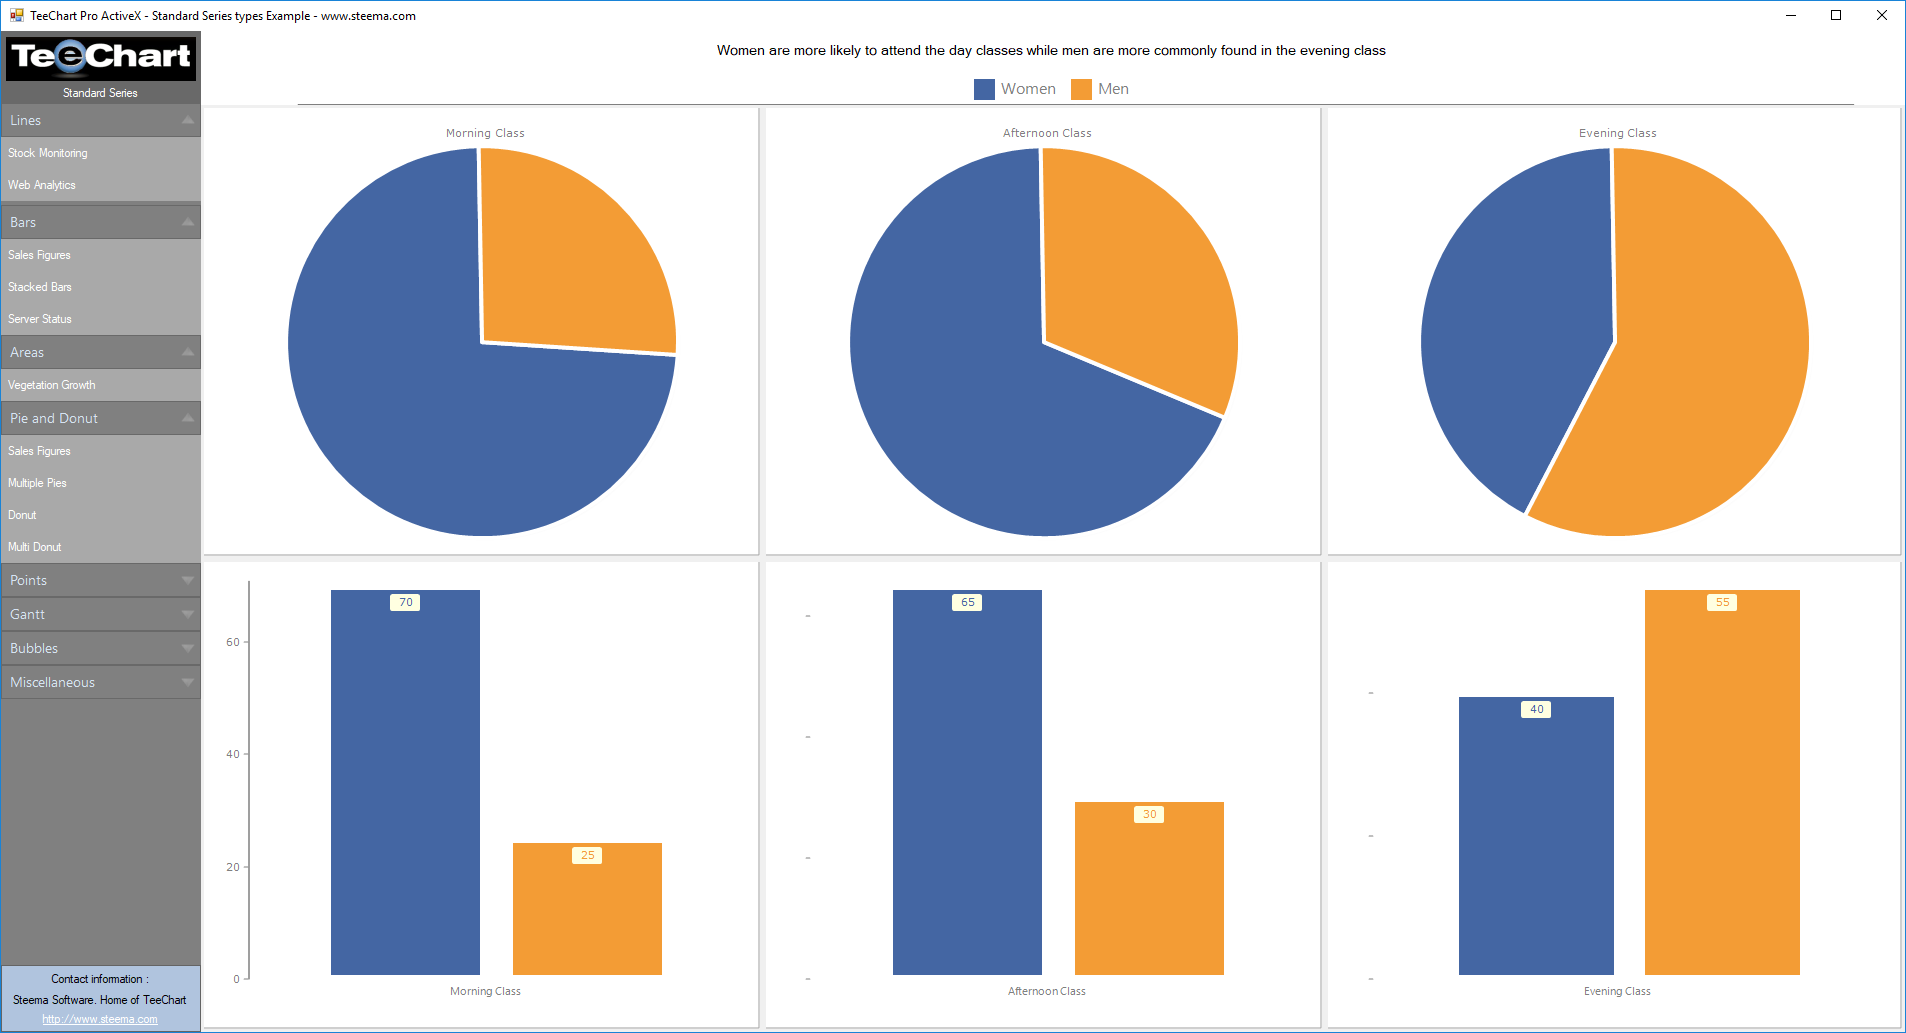 TeeChart Pro ActiveX - Standard Series types Example - www.steema.com
TeeChart
Standard Series
Lines
Stock Monitoring
Web Analytics
Bars
Sales Figures
Stacked Bars
Server Status
Areas
Vegetation Growth
Pie and Donut
Sales Figures
Multiple Pies
Donut
Multi Donut
Points
Gantt
Bubbles
Miscellaneous
Contact information :
Steema Software. Home of TeeChart
http://www.steema.com
Women are more likely to attend the day classes while men are more commonly found in the evening class
Women Men
Morning Class
Afternoon Class
Evening Class
60
40
20
0
70
25
Morning Class
65
30
Afternoon Class
40
55
Evening Class